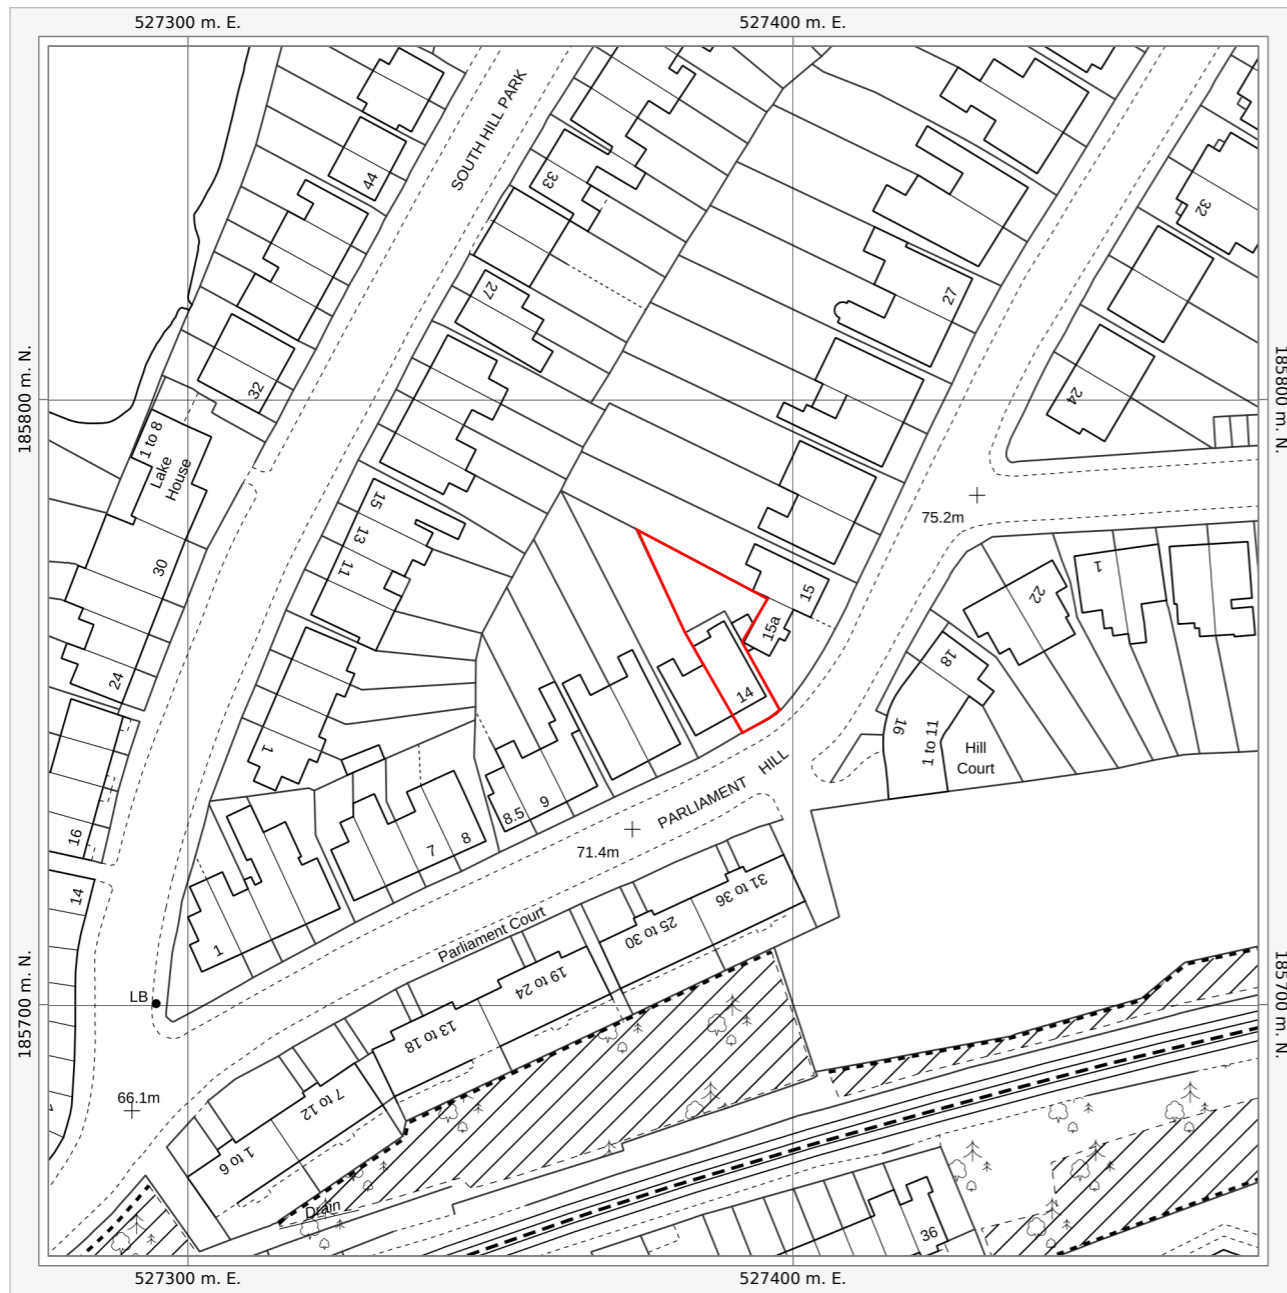 527300 m. E.
527400 m. E.
SOUTH HILL PARK
44
33
32
27
27
32
24
185800 m. N.
185800 m. N.
1 to 8
Lake
House
15
13
11
30
75.2m
15
15a
22
1
18
24
14
16
1 to 11
Hill
Court
1
PARLIAMENT HILL
8.5
9
71.4m
16
7
8
14
31 to 36
25 to 30
Parliament Court
1
19 to 24
185700 m. N.
185700 m. N.
LB
13 to 18
66.1m
7 to 12
1 to 6
Drain
36
527300 m. E.
527400 m. E.